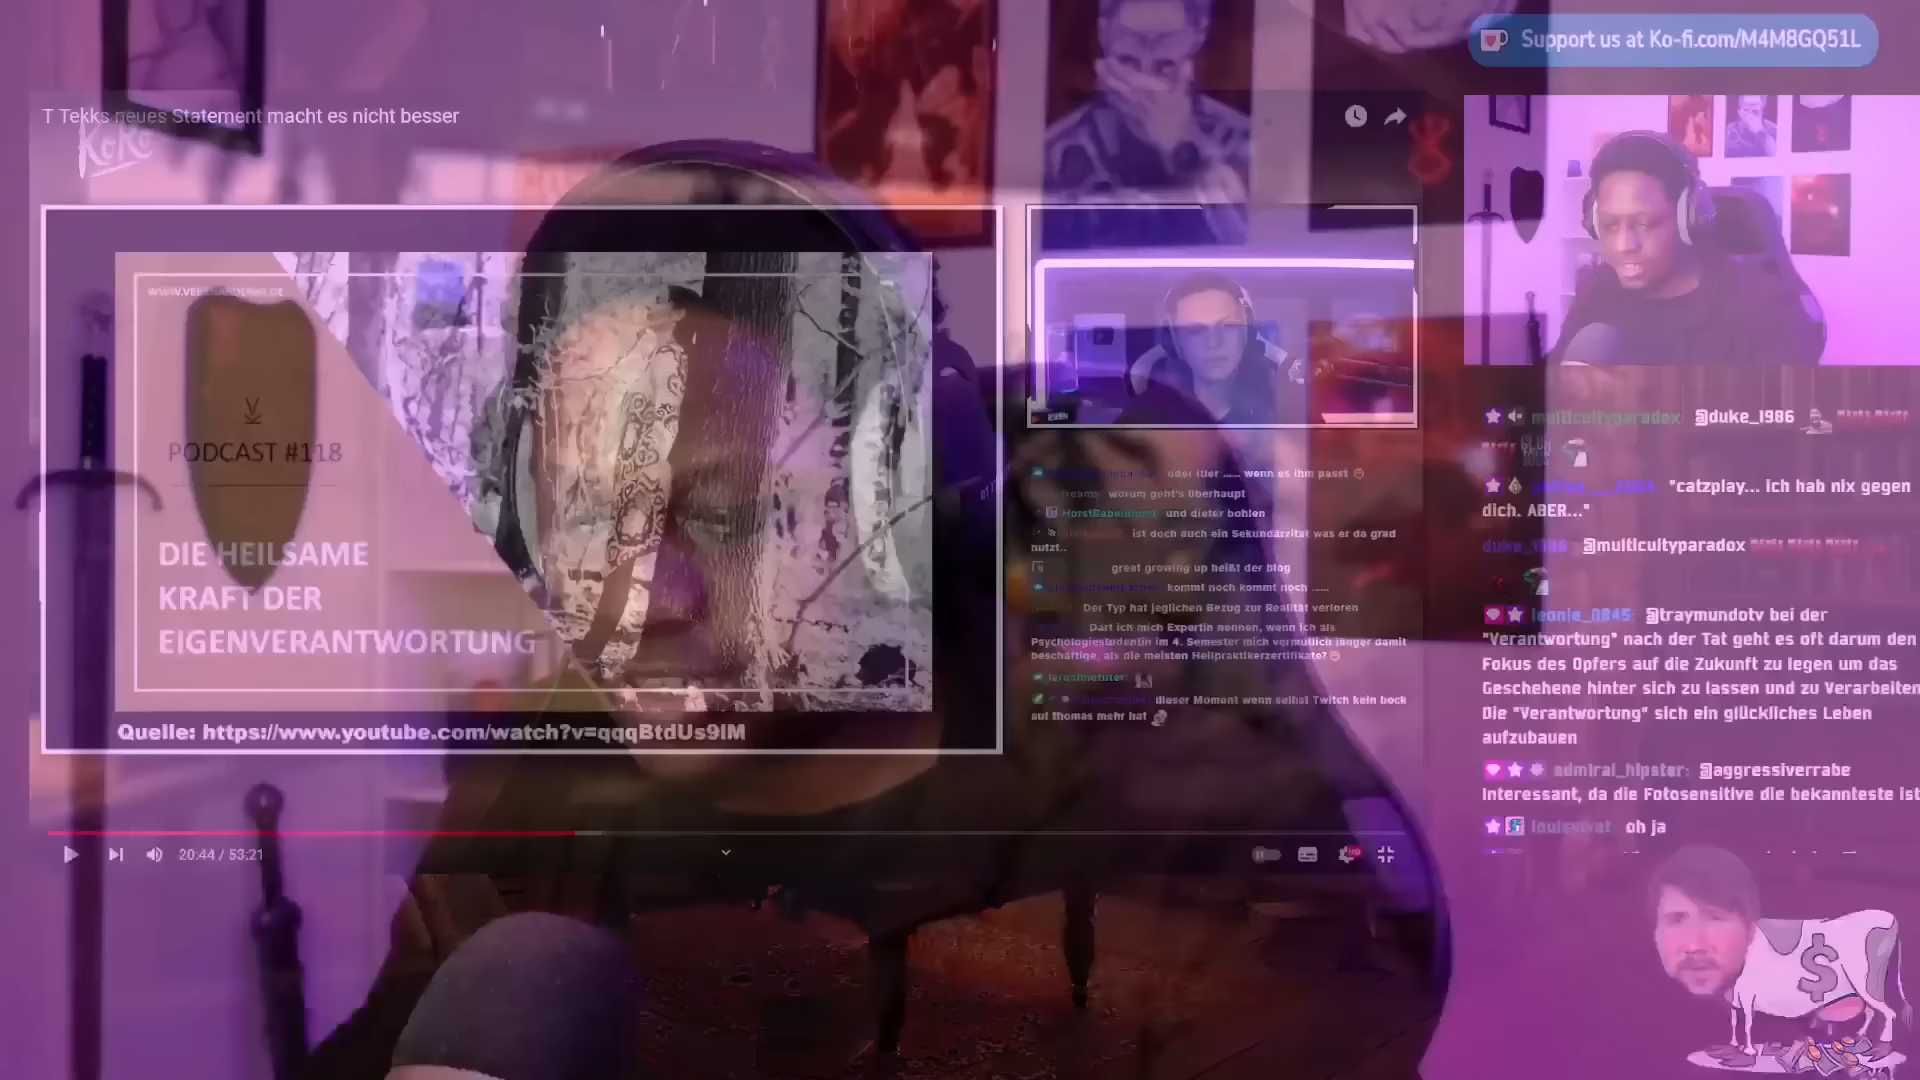 Support us at Ko-fi.com/M4M8GQ51L
T Tekks neues Statement macht es nicht besser
KoKo
PODCAST #118
DIE HEILSAME
KRAFT DER
EIGENVERANTWORTUNG
Quelle: https://www.youtube.com/watch?v=qqqBtdUs9IM
20:44 / 53:21
oder itler ..... wenn es ihm passt
worum geht's überhaupt
HorstBabenhorst und dieter bohlen
ist doch auch ein Sekundärzitat was er da grad
nutzt..
great growing up heißt der blog
kommt noch kommt noch ......
Der Typ hat jeglichen Bezug zur Realität verloren
Darf ich mich Expertin nennen, wenn ich als
Psychologiestudentin im 4. Semester mich vermutlich länger damit
beschäftige, als die meisten Heilpraktikerzertifikate?
dieser Moment wenn selbst Twitch kein bock
auf thomas mehr hat
multicultyparadox: @duke_1986
"catzplay... ich hab nix gegen
dich. ABER..."
duke_1986 @multicultyparadox
leonie_0845: @traymundotv bei der
"Verantwortung" nach der Tat geht es oft darum den
Fokus des Opfers auf die Zukunft zu legen um das
Geschehene hinter sich zu lassen und zu Verarbeiten
Die "Verantwortung" sich ein glückliches Leben
aufzubauen
admiral_hipster: @aggressiverrabe
Interessant, da die Fotosensitive die bekannteste ist
oh ja
$